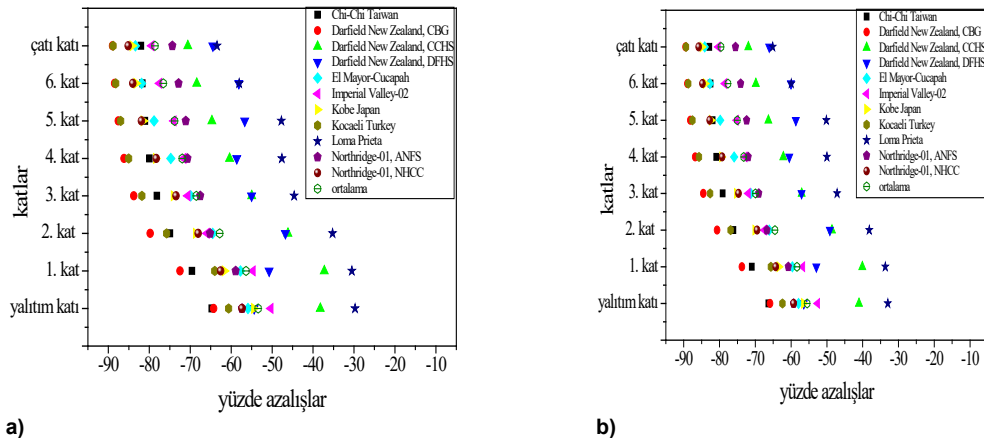 Chi-Chi Taiwan
Darfield New Zealand, CBG
Darfield New Zealand, CCHS
Darfield New Zealand, DFHS
El Mayor-Cucapah
Imperial Valley-02
Kobe Japan
Kocaeli Turkey
Loma Prieta
Northridge-01, ANFS
Northridge-01, NHCC
ortalama
çatı katı
6. kat
5. kat
4. kat
3. kat
2. kat
1. kat
yalıtım katı
katlar
-90 -80 -70 -60 -50 -40 -30 -20 -10
yüzde azalışlar
a)
Chi-Chi Taiwan
Darfield New Zealand, CBG
Darfield New Zealand, CCHS
Darfield New Zealand, DFHS
El Mayor-Cucapah
Imperial Valley-02
Kobe Japan
Kocaeli Turkey
Loma Prieta
Northridge-01, ANFS
Northridge-01, NHCC
ortalama
çatı katı
6. kat
5. kat
4. kat
3. kat
2. kat
1. kat
yalıtım katı
katlar
-90 -80 -70 -60 -50 -40 -30 -20 -10
yüzde azalışlar
b)